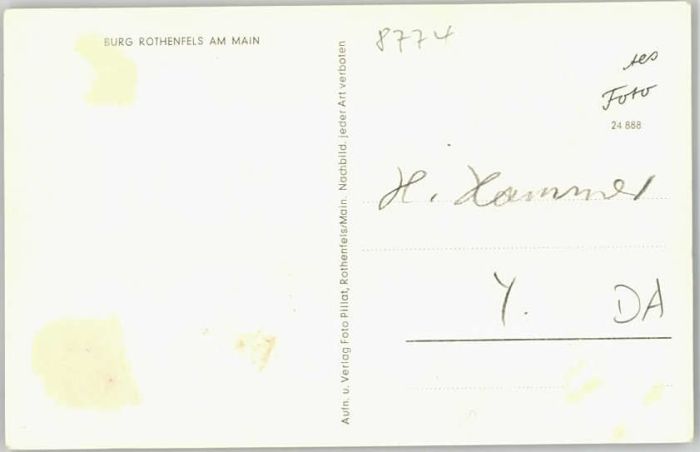 BURG ROTHENFELS AM MAIN
Aufn. u. Verlag Foto Pillat, Rothenfels/Main. Nachbild. jeder Art verboten
8774
Foto
24 888
H. Hammer
Y. DA